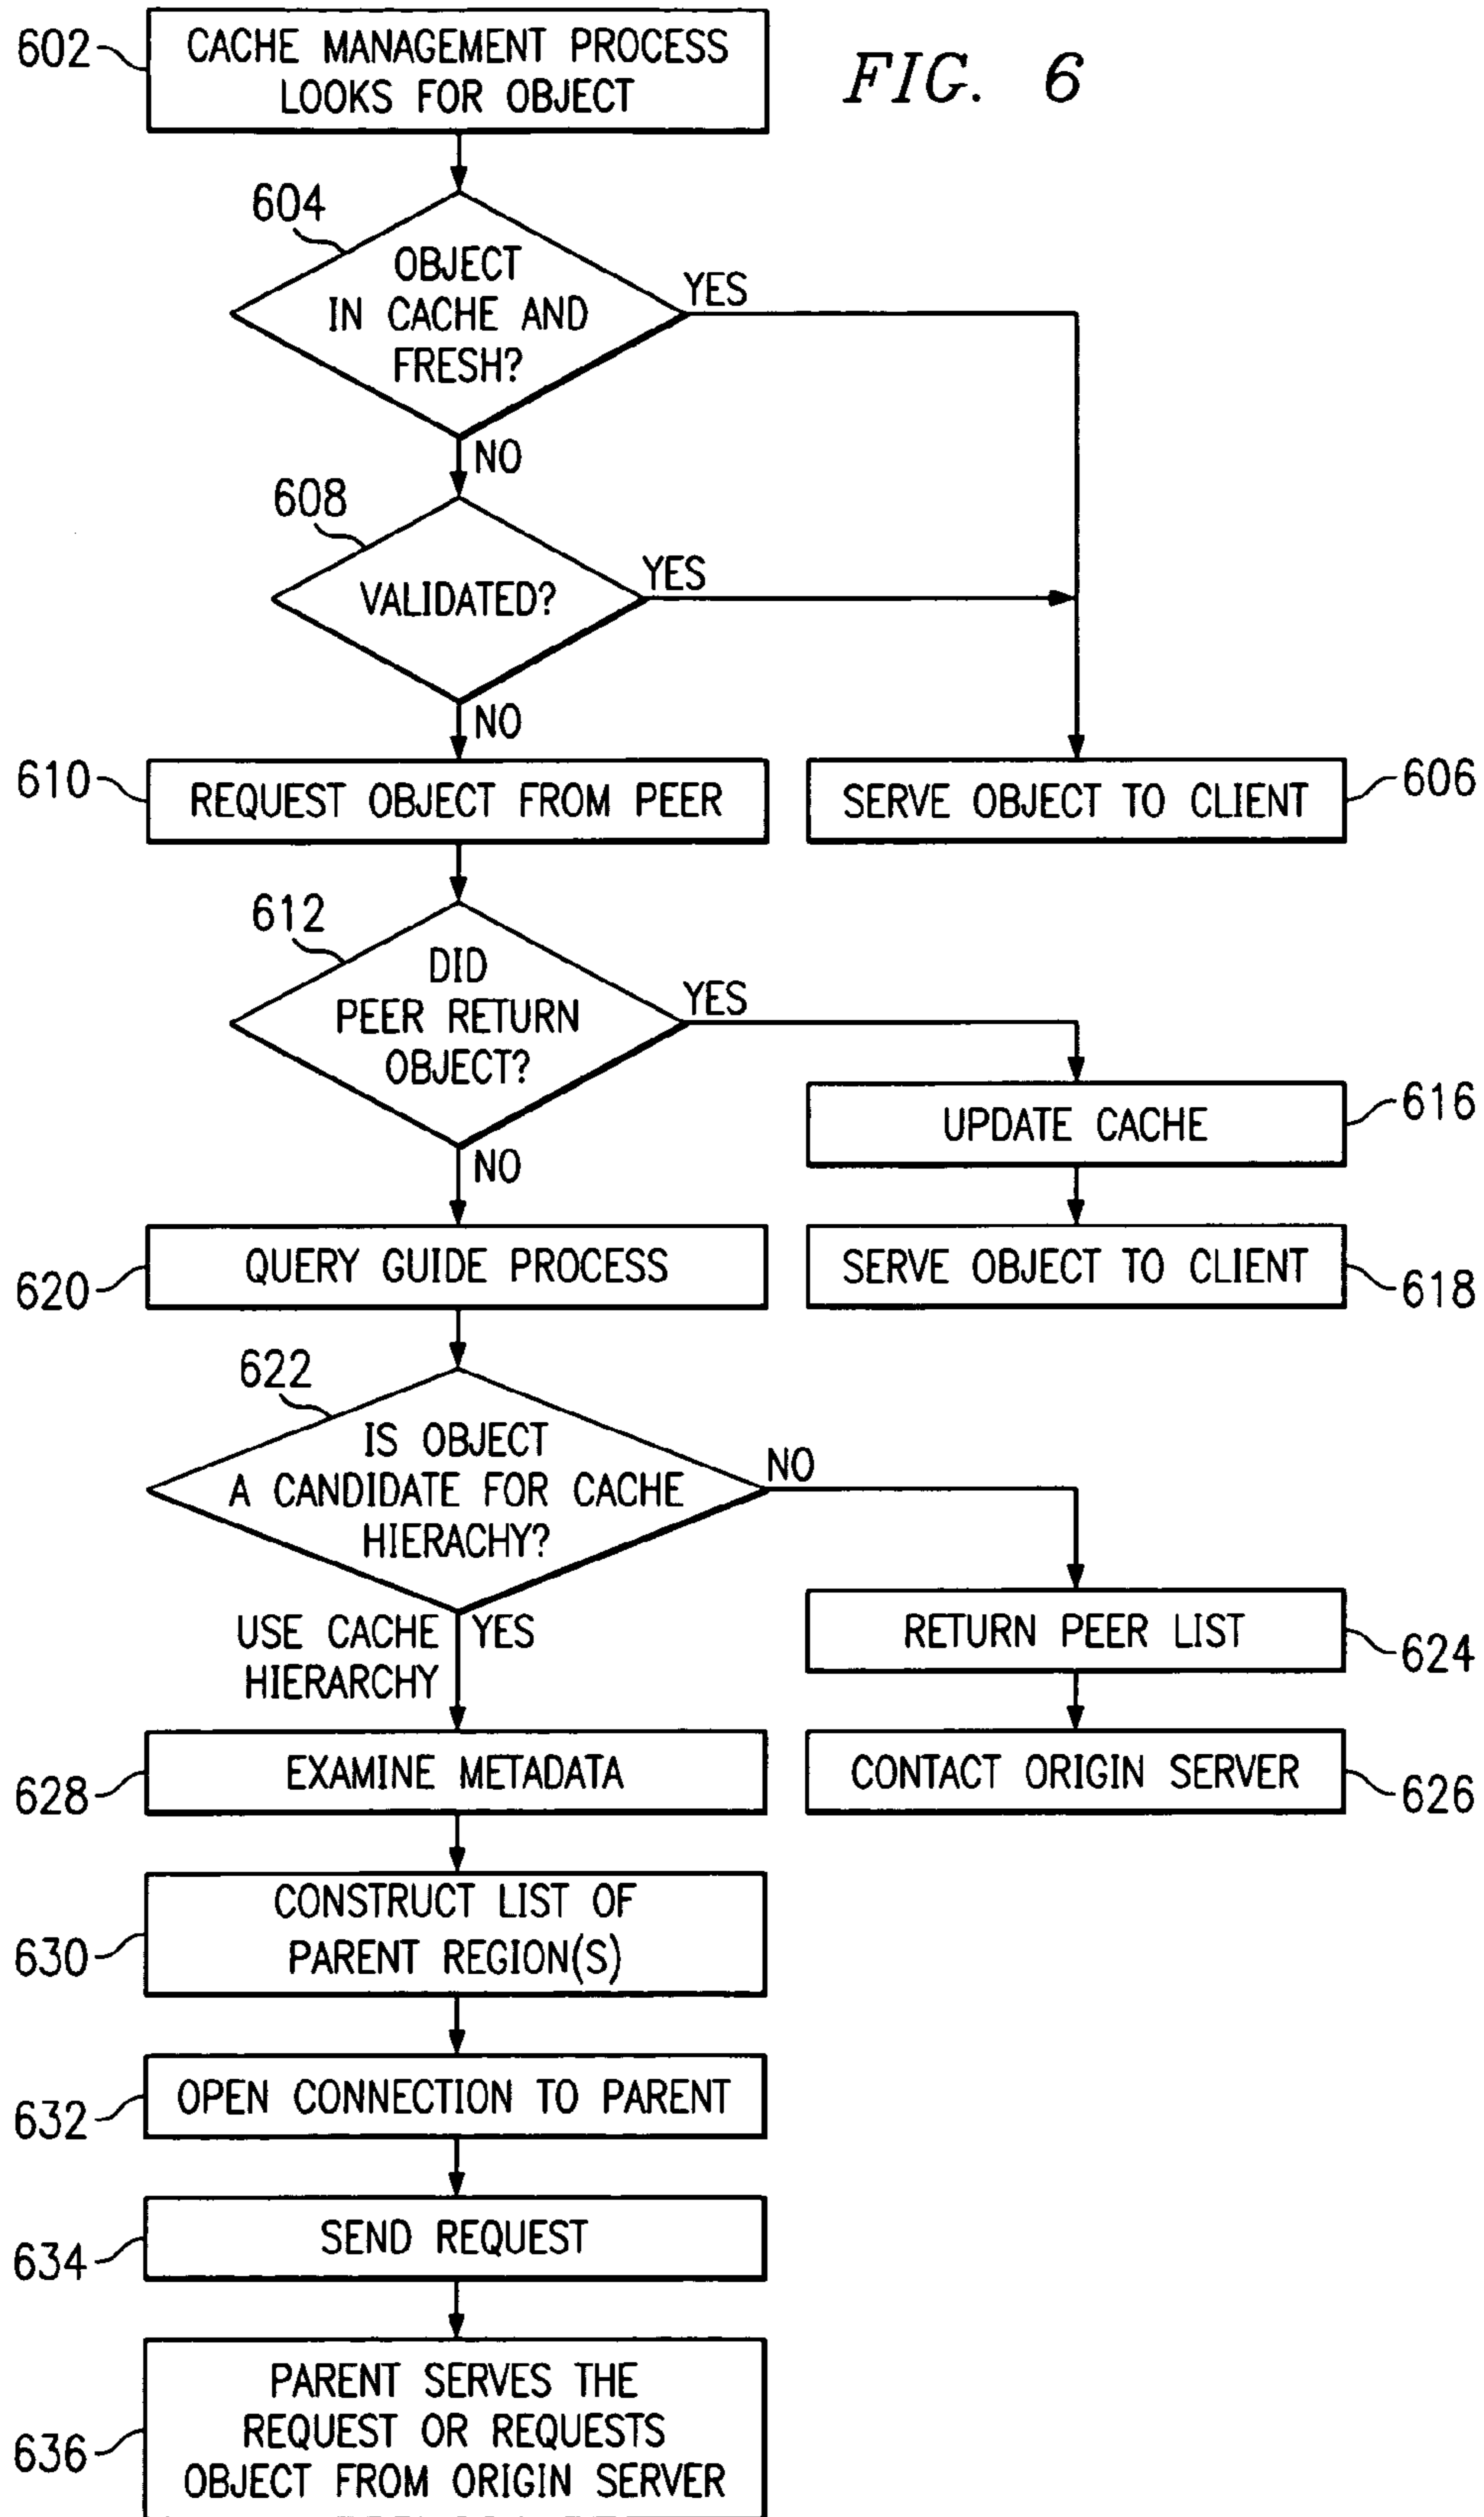 602
CACHE MANAGEMENT PROCESS
LOOKS FOR OBJECT
FIG. 6
604
OBJECT
IN CACHE AND
FRESH?
YES
NO
608
VALIDATED?
YES
NO
610
REQUEST OBJECT FROM PEER
SERVE OBJECT TO CLIENT
606
612
DID
PEER RETURN
OBJECT?
YES
NO
UPDATE CACHE
616
620
QUERY GUIDE PROCESS
SERVE OBJECT TO CLIENT
618
622
IS OBJECT
A CANDIDATE FOR CACHE
HIERACHY?
NO
USE CACHE
HIERARCHY
YES
RETURN PEER LIST
624
628
EXAMINE METADATA
CONTACT ORIGIN SERVER
626
630
CONSTRUCT LIST OF
PARENT REGION(S)
632
OPEN CONNECTION TO PARENT
634
SEND REQUEST
636
PARENT SERVES THE
REQUEST OR REQUESTS
OBJECT FROM ORIGIN SERVER